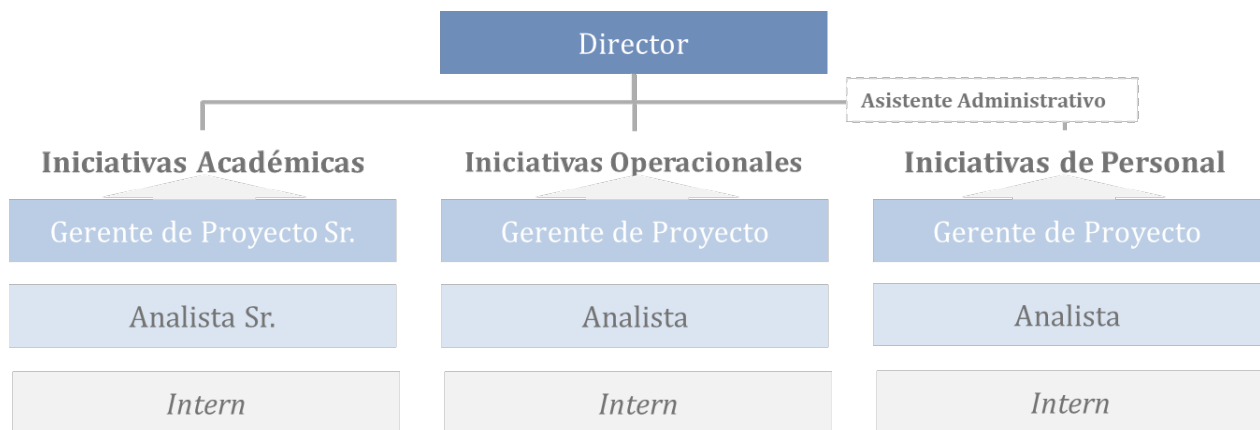 Director
Asistente Administrativo
Iniciativas Académicas
Iniciativas Operacionales
Iniciativas de Personal
Gerente de Proyecto Sr.
Gerente de Proyecto
Gerente de Proyecto
Analista Sr.
Analista
Analista
Intern
Intern
Intern